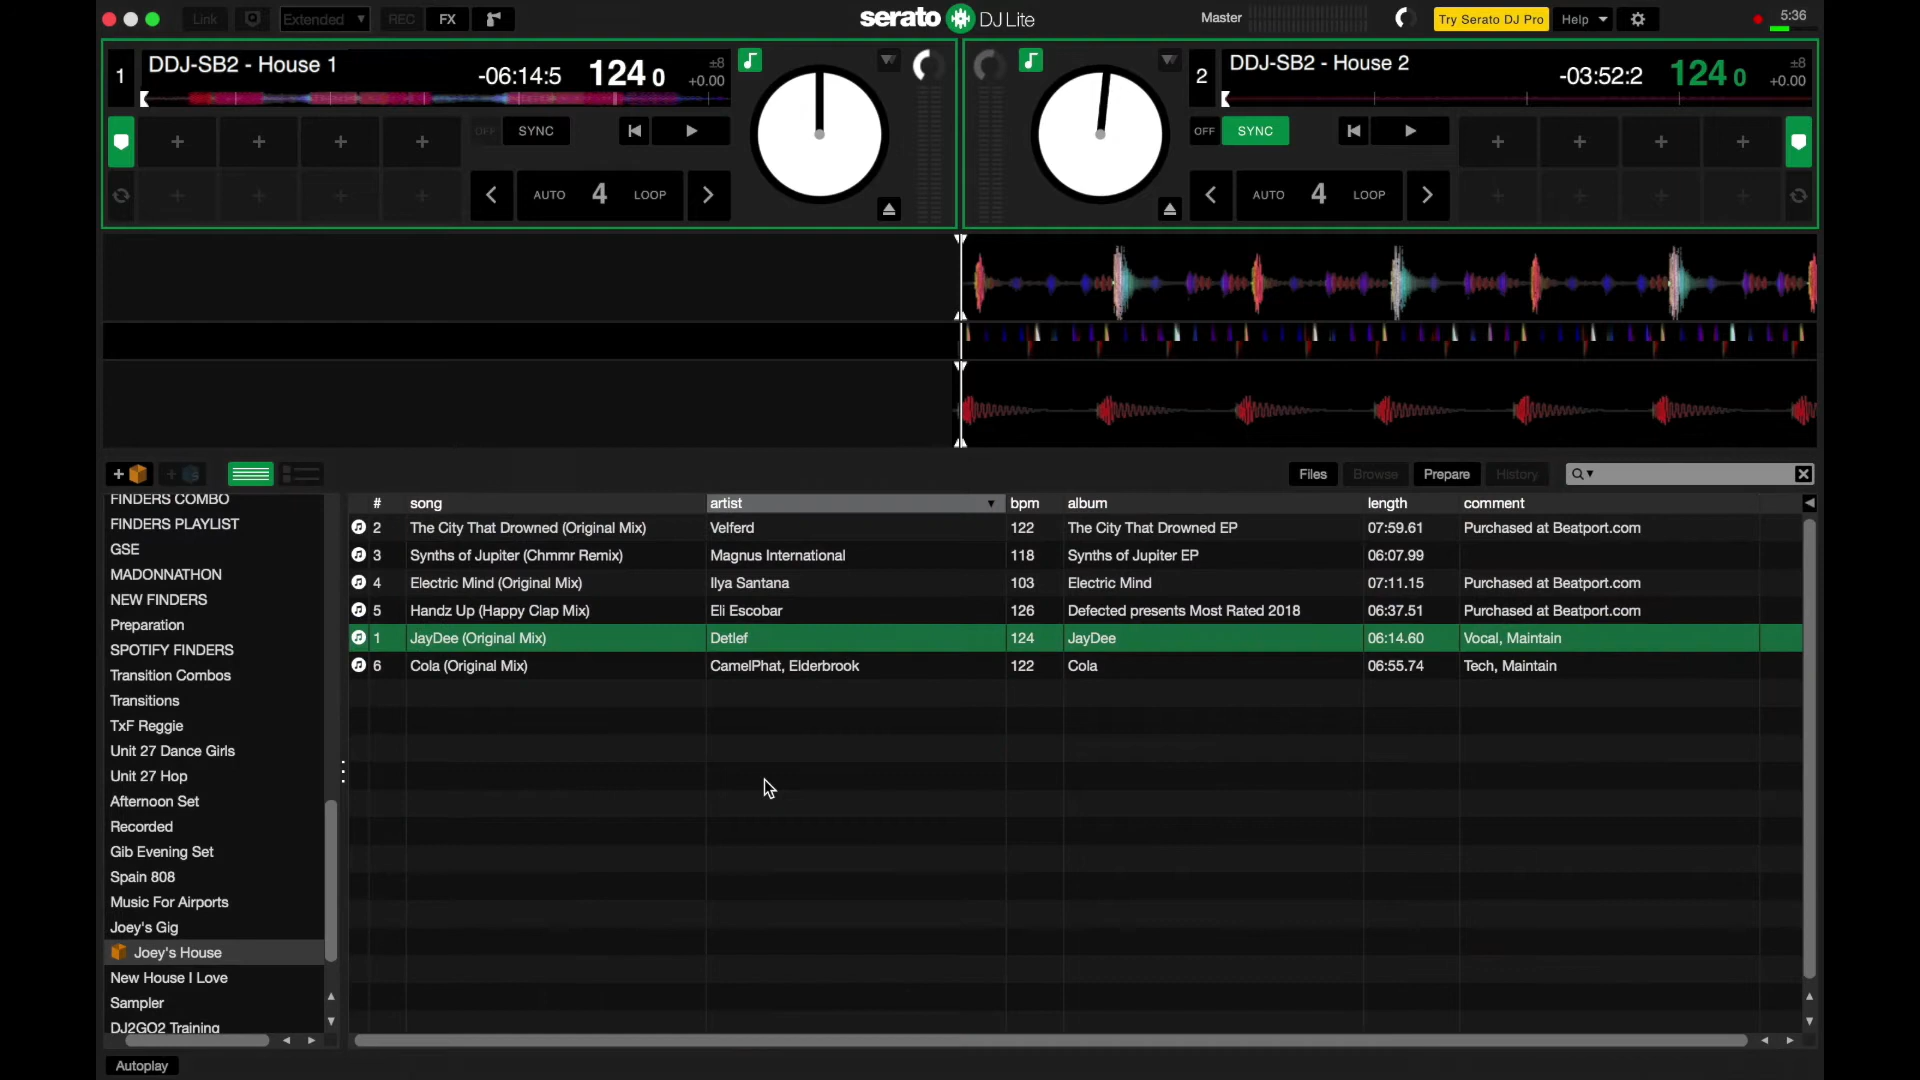 Link Extended REC FX serato DJ Lite Master Try Serato DJ Pro Help 5:36
1 DDJ-SB2 - House 1 -06:14:5 124 0 ±8 +0.00
2 DDJ-SB2 - House 2 -03:52:2 124 0 ±8 +0.00
OFF SYNC OFF SYNC
AUTO 4 LOOP AUTO 4 LOOP
Files Browse Prepare History
# song artist bpm album length comment
2 The City That Drowned (Original Mix) Velferd 122 The City That Drowned EP 07:59.61 Purchased at Beatport.com
3 Synths of Jupiter (Chmmr Remix) Magnus International 118 Synths of Jupiter EP 06:07.99
4 Electric Mind (Original Mix) Ilya Santana 103 Electric Mind 07:11.15 Purchased at Beatport.com
5 Handz Up (Happy Clap Mix) Eli Escobar 126 Defected presents Most Rated 2018 06:37.51 Purchased at Beatport.com
1 JayDee (Original Mix) Detlef 124 JayDee 06:14.60 Vocal, Maintain
6 Cola (Original Mix) CamelPhat, Elderbrook 122 Cola 06:55.74 Tech, Maintain
FINDERS COMBO
FINDERS PLAYLIST
GSE
MADONNATHON
NEW FINDERS
Preparation
SPOTIFY FINDERS
Transition Combos
Transitions
TxF Reggie
Unit 27 Dance Girls
Unit 27 Hop
Afternoon Set
Recorded
Gib Evening Set
Spain 808
Music For Airports
Joey's Gig
Joey's House
New House I Love
Sampler
DJ2GO2 Training
Autoplay